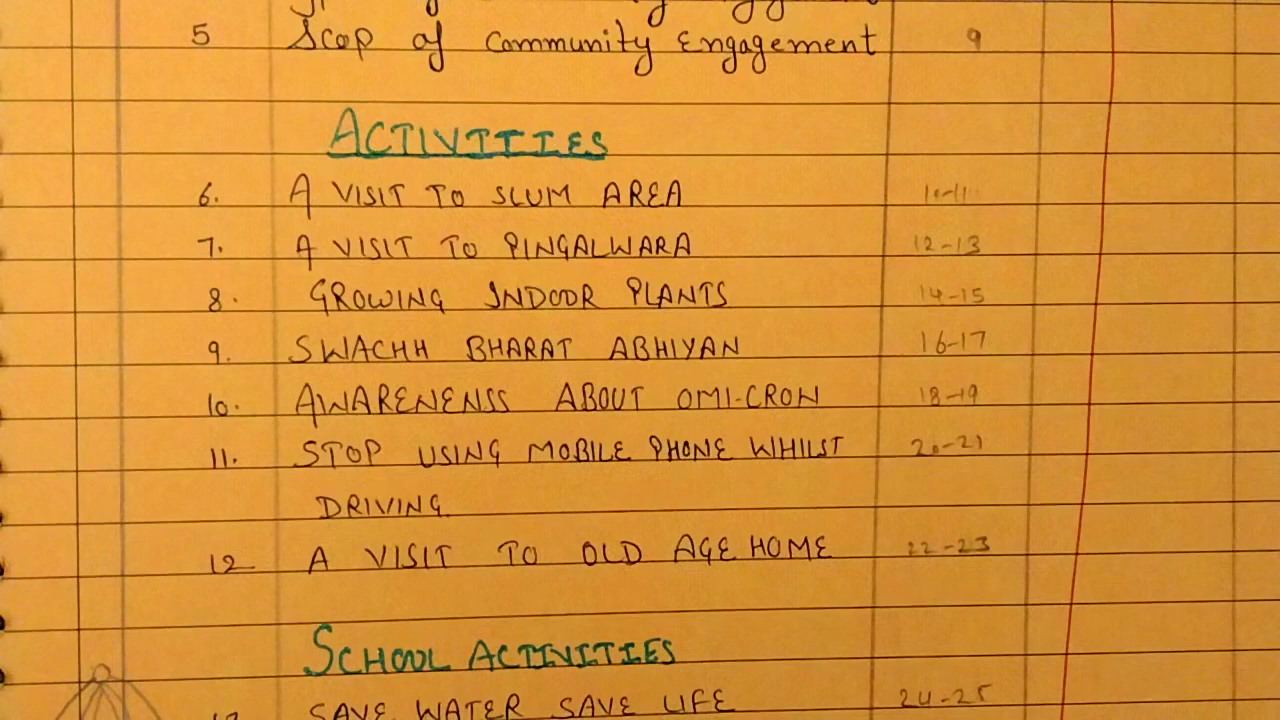 5 Scop of Community Engagement 9
ACTIVITIES
6. A VISIT TO SLUM AREA 10-11
7. A VISIT TO PINGALWARA 12-13
8. GROWING INDOOR PLANTS 14-15
9. SWACHH BHARAT ABHIYAN 16-17
10. AWARENENSS ABOUT OMI-CRON 18-19
11. STOP USING MOBILE PHONE WHILST 20-21
DRIVING.
12. A VISIT TO OLD AGE HOME 22-23
SCHOOL ACTIVITIES
SAVE WATER SAVE LIFE 24-25